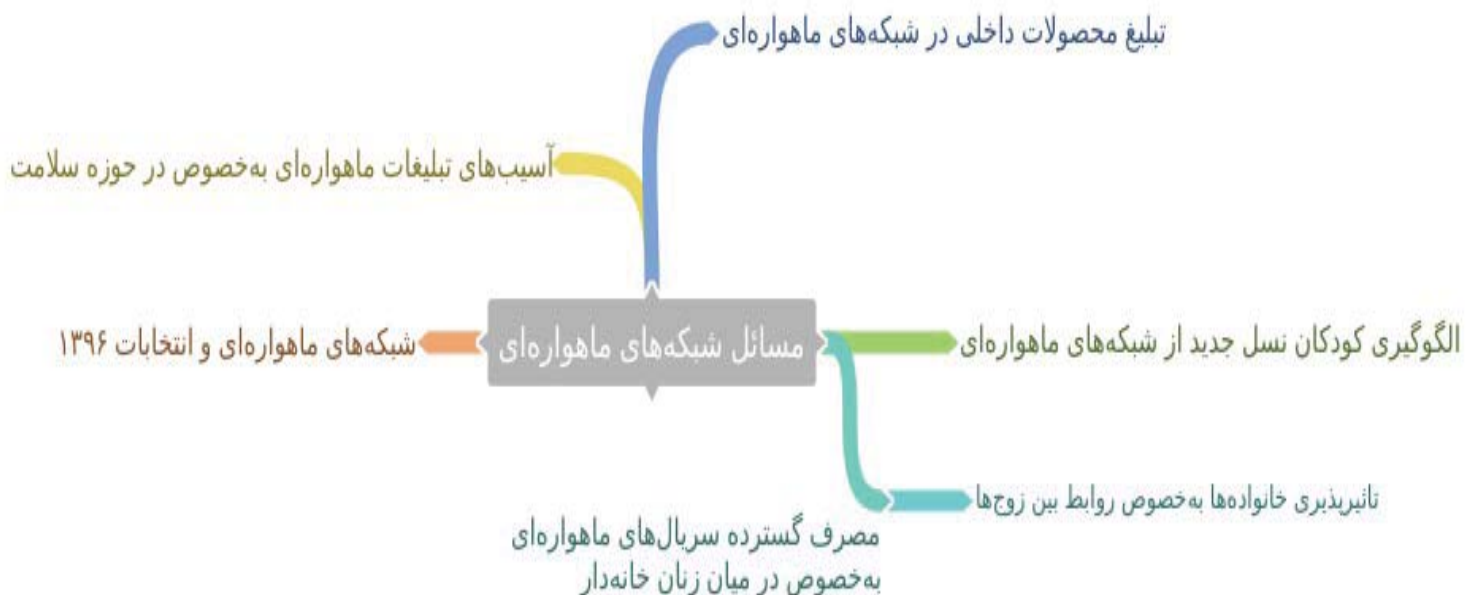 تبلیغ محصولات داخلی در شبکه‌های ماهواره‌ای
آسیب‌های تبلیغات ماهواره‌ای به‌خصوص در حوزه سلامت
مسائل شبکه‌های ماهواره‌ای
الگوگیری کودکان نسل جدید از شبکه‌های ماهواره‌ای
شبکه‌های ماهواره‌ای و انتخابات ۱۳۹۶
تاثیرپذیری خانواده‌ها به‌خصوص روابط بین زوج‌ها
مصرف گسترده سریال‌های ماهواره‌ای
به‌خصوص در میان زنان خانه‌دار